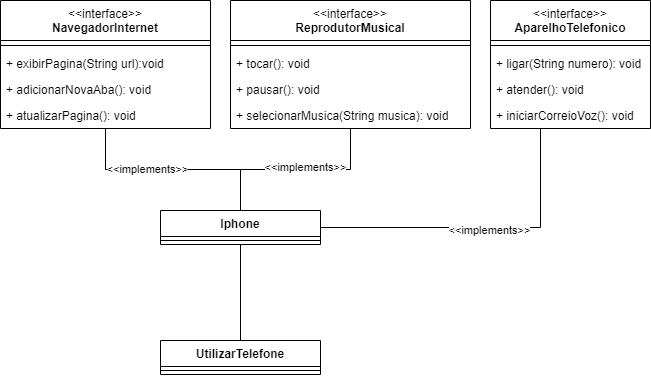 <<interface>>
NavegadorInternet
+ exibirPagina(String url):void
+ adicionarNovaAba(): void
+ atualizarPagina(): void
<<interface>>
ReprodutorMusical
+ tocar(): void
+ pausar(): void
+ selecionarMusica(String musica): void
<<interface>>
AparelhoTelefonico
+ ligar(String numero): void
+ atender(): void
+ iniciarCorreioVoz(): void
<<implements>>
<<implements>>
Iphone
<<implements>>
UtilizarTelefone